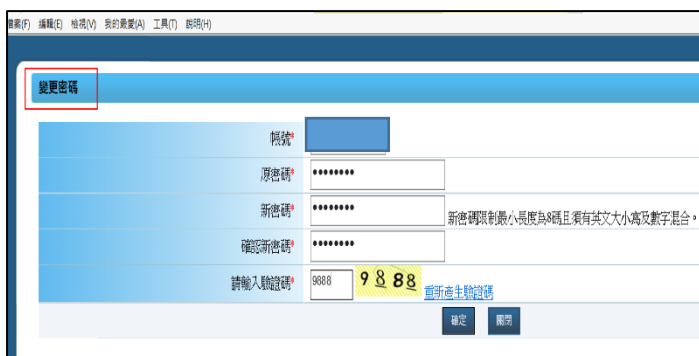 檔案(F) 編輯(E) 檢視(V) 我的最愛(A) 工具(T) 說明(H)
變更密碼
帳號*
原密碼* ••••••••
新密碼* •••••••• 新密碼限制最小長度為8碼且須有英文大小寫及數字混合。
確認新密碼* ••••••••
請輸入驗證碼* 9888 9888 重新產生驗證碼
確定 關閉